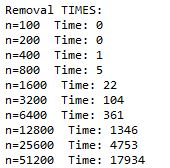 Removal TIMES:
n=100  Time: 0
n=200  Time: 0
n=400  Time: 1
n=800  Time: 5
n=1600  Time: 22
n=3200  Time: 104
n=6400  Time: 361
n=12800  Time: 1346
n=25600  Time: 4753
n=51200  Time: 17934